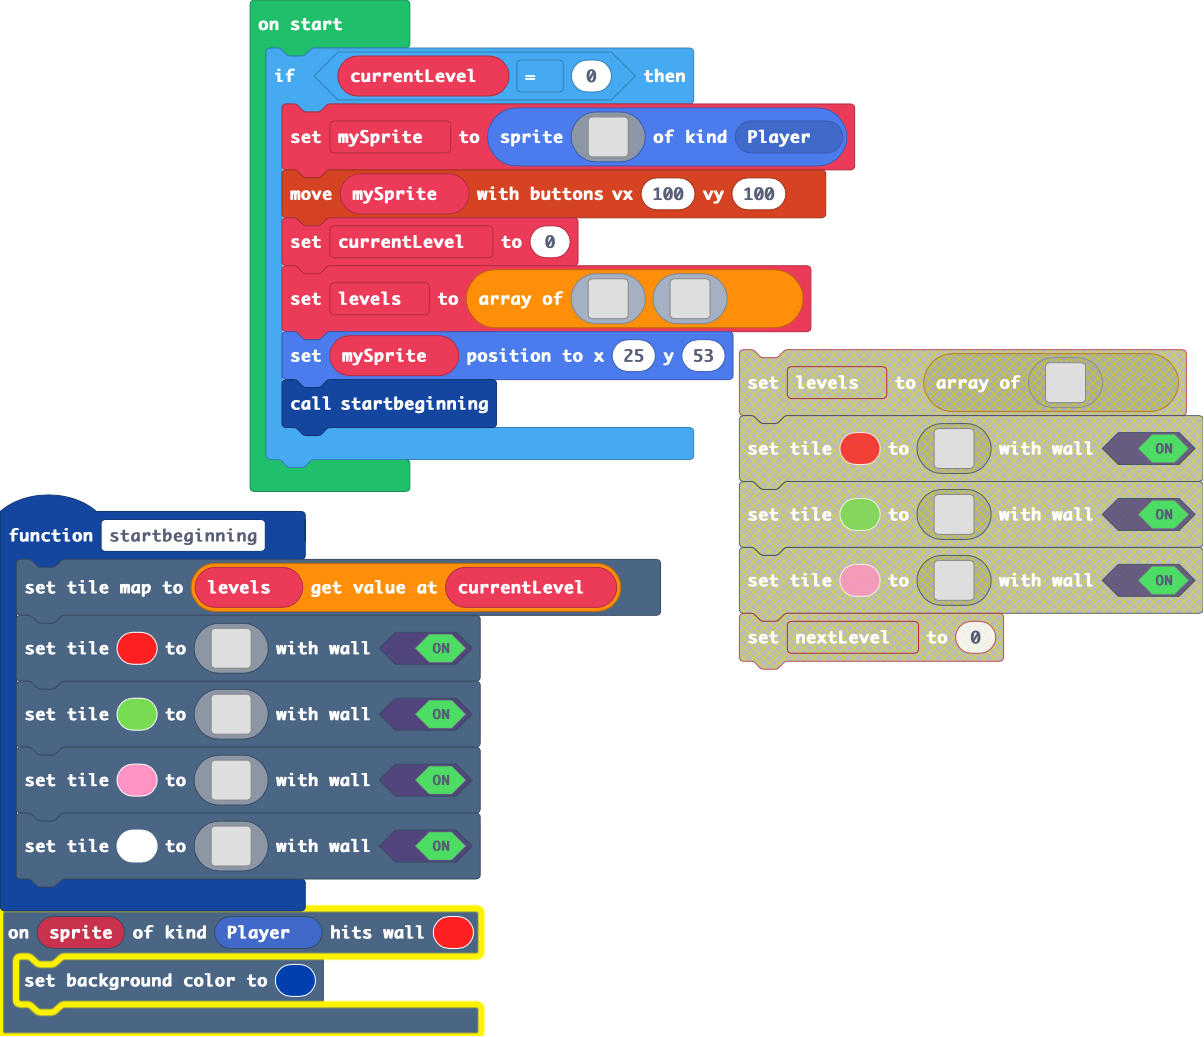 on start
if currentLevel = 0 then
set mySprite to sprite of kind Player
move mySprite with buttons vx 100 vy 100
set currentLevel to 0
set levels to array of
set mySprite position to x 25 y 53
call startbeginning
set levels to array of
set tile to with wall ON
set tile to with wall ON
set tile to with wall ON
set nextLevel to 0
function startbeginning
set tile map to levels get value at currentLevel
set tile to with wall ON
set tile to with wall ON
set tile to with wall ON
set tile to with wall ON
on sprite of kind Player hits wall
set background color to